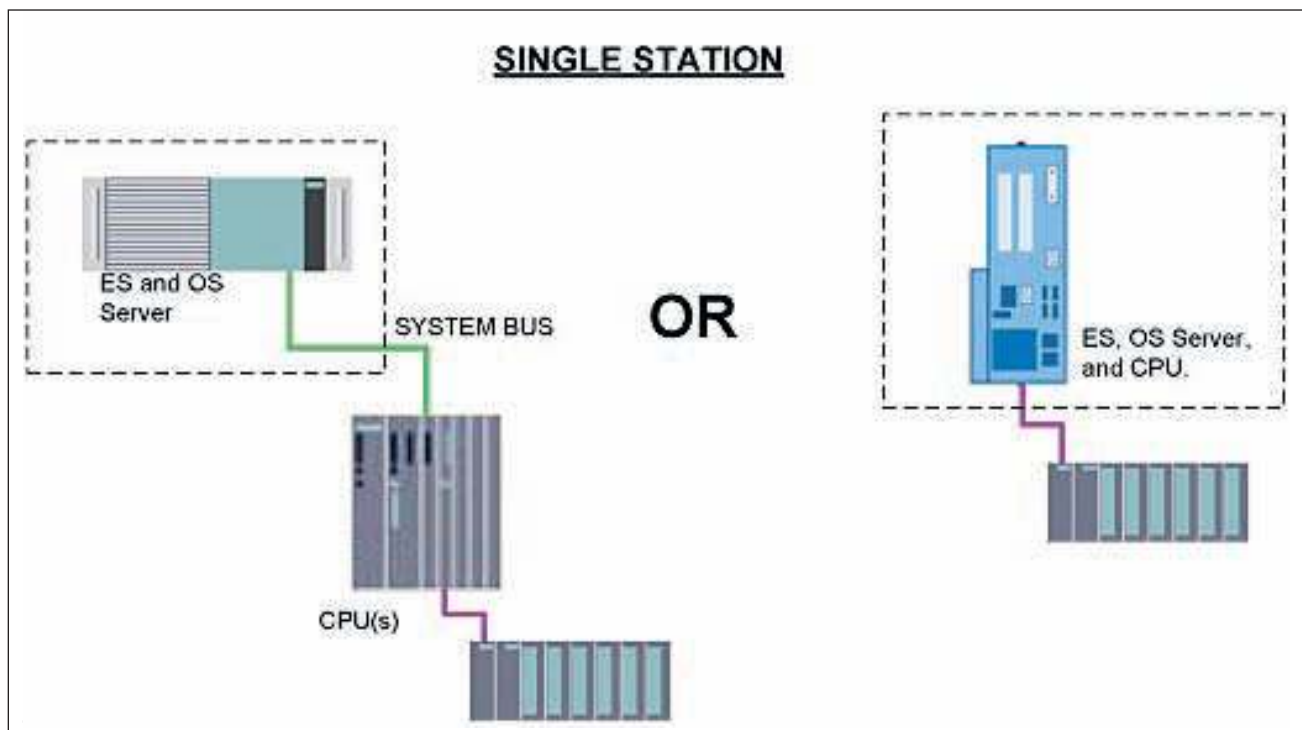 SINGLE STATION
ES and OS
Server
SYSTEM BUS
OR
ES, OS Server,
and CPU.
CPU(s)